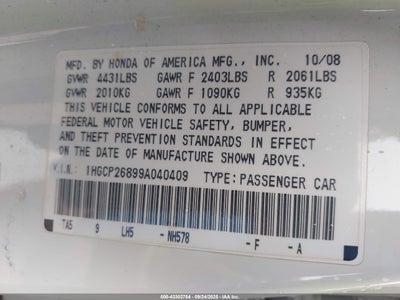 MFD. BY HONDA OF AMERICA MFG., INC. 10/08
GVWR 4431LBS GAWR F 2403LBS R 2061LBS
GVWR 2010KG GAWR F 1090KG R 935KG
THIS VEHICLE CONFORMS TO ALL APPLICABLE
FEDERAL MOTOR VEHICLE SAFETY, BUMPER,
AND THEFT PREVENTION STANDARDS IN EFFECT
ON THE DATE OF MANUFACTURE SHOWN ABOVE.
V.I.N.: 1HGCP26899A040409 TYPE: PASSENGER CAR
TA5 9 LH5 -NH578 -F -A
500-43302764 - 09/24/2025 - IAA Inc.